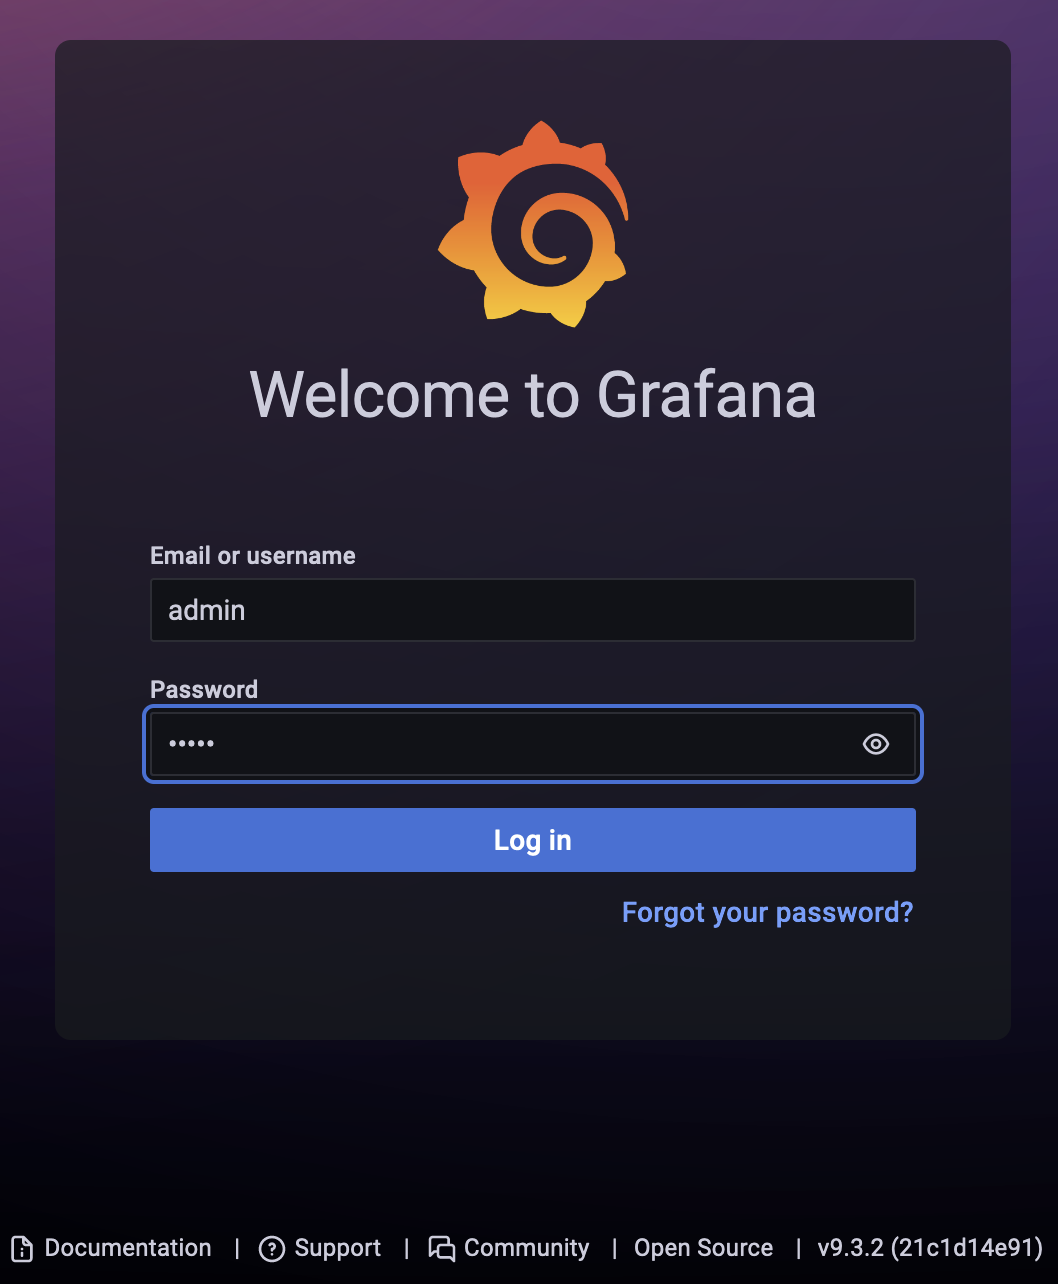 Welcome to Grafana
Email or username
admin
Password
•••••
Log in
Forgot your password?
Documentation | Support | Community | Open Source | v9.3.2 (21c1d14e91)